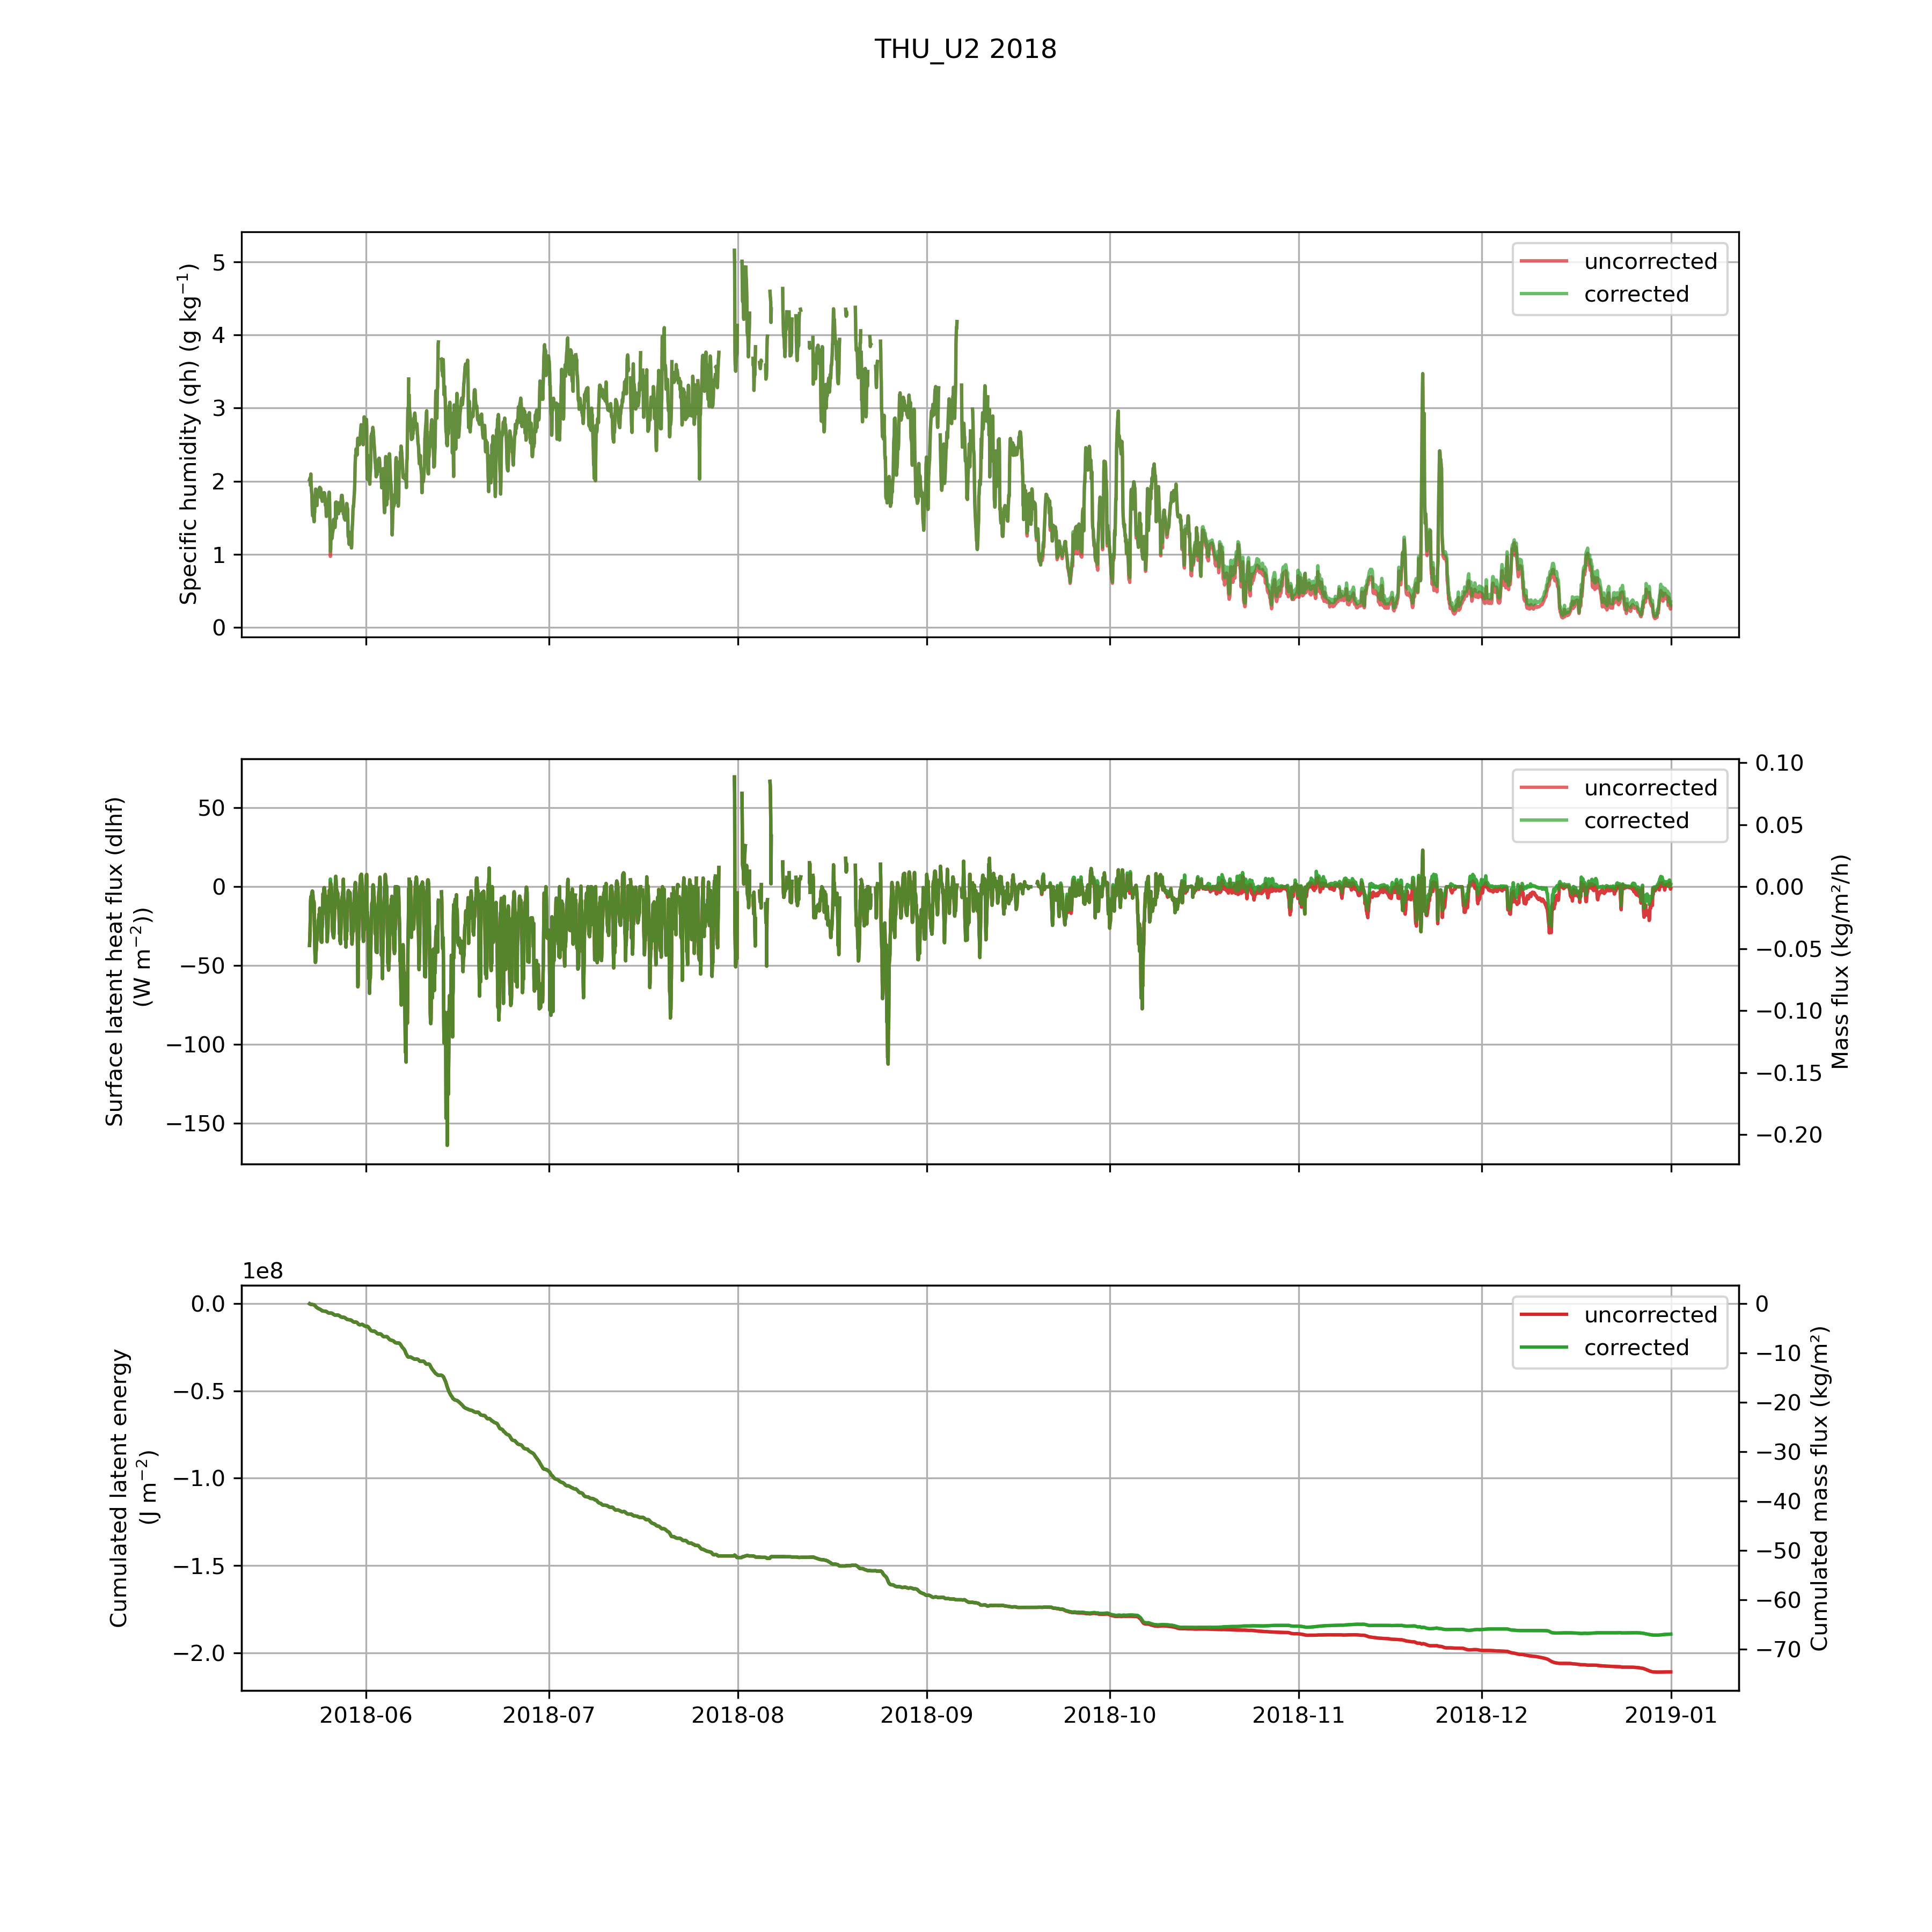 THU_U2 2018
Specific humidity (qh) (g kg⁻¹)
5
4
3
2
1
0
uncorrected
corrected
Surface latent heat flux (dlhf)
(W m⁻²))
50
0
−50
−100
−150
uncorrected
corrected
0.10
0.05
0.00
−0.05
−0.10
−0.15
−0.20
Mass flux (kg/m²/h)
1e8
Cumulated latent energy
(J m⁻²)
0.0
−0.5
−1.0
−1.5
−2.0
uncorrected
corrected
0
−10
−20
−30
−40
−50
−60
−70
Cumulated mass flux (kg/m²)
2018-06 2018-07 2018-08 2018-09 2018-10 2018-11 2018-12 2019-01